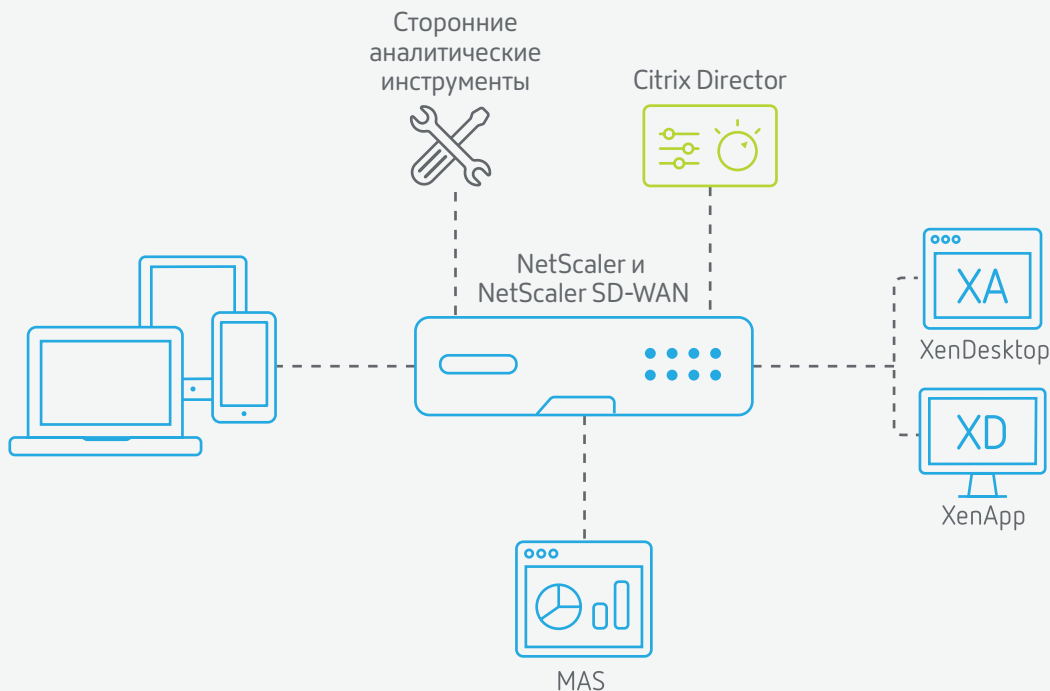 Сторонние
аналитические
инструменты
Citrix Director
NetScaler и
NetScaler SD-WAN
XA
XenDesktop
XD
XenApp
MAS